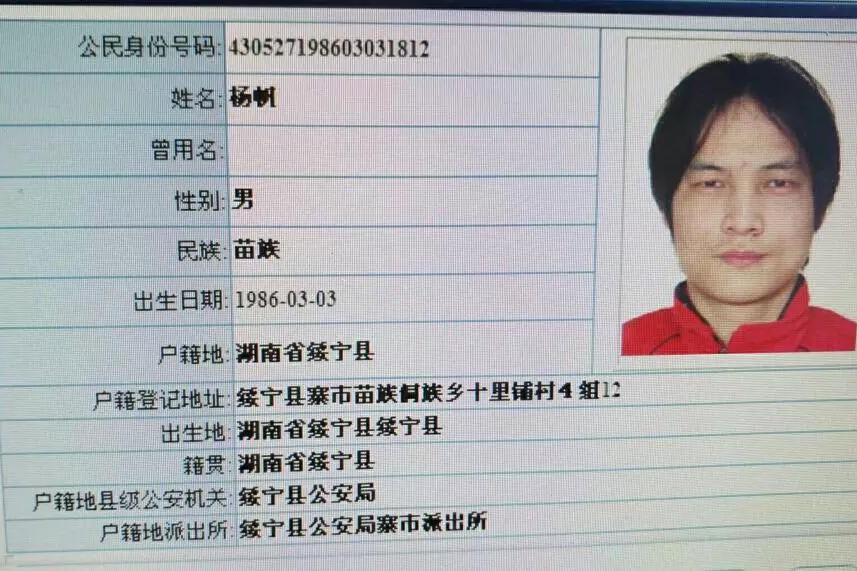 公民身份号码: 430527198603031812
姓名: 杨帆
曾用名:
性别: 男
民族: 苗族
出生日期: 1986-03-03
户籍地: 湖南省绥宁县
户籍登记地址: 绥宁县寨市苗族侗族乡十里铺村4 组12
出生地: 湖南省绥宁县绥宁县
籍贯: 湖南省绥宁县
户籍地县级公安机关: 绥宁县公安局
户籍地派出所: 绥宁县公安局寨市派出所